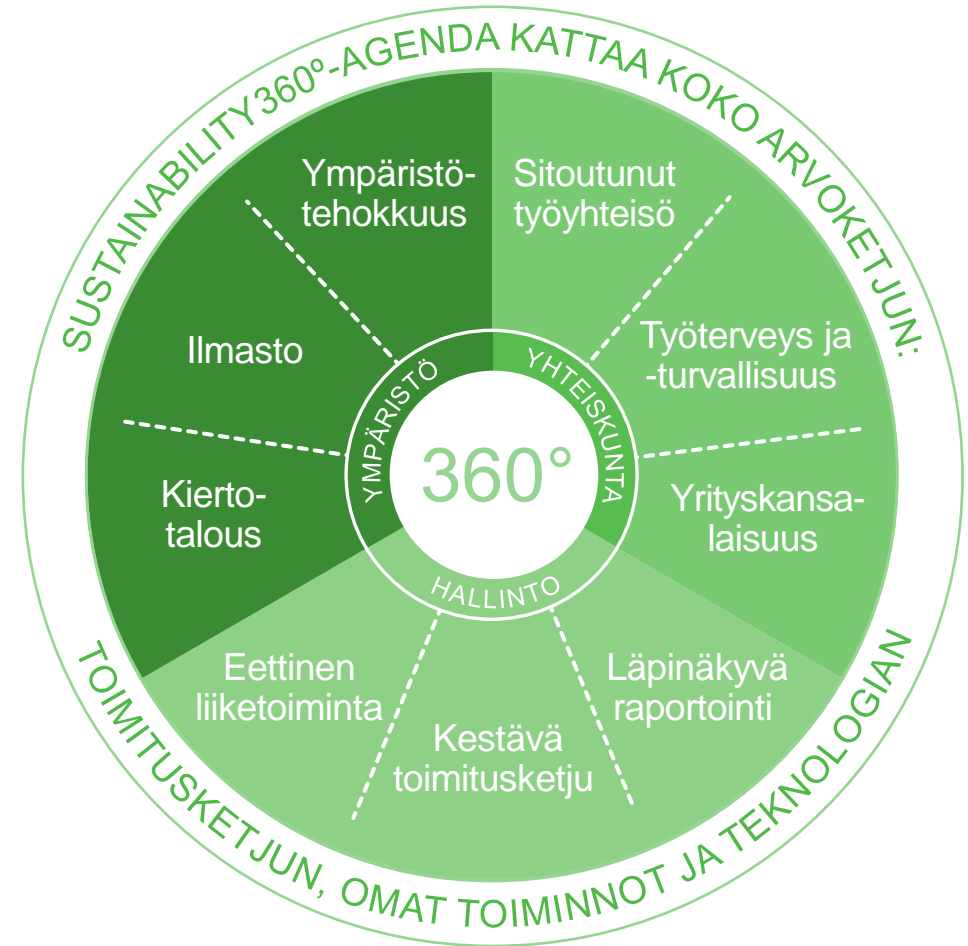 SUSTAINABILITY360º-AGENDA KATTAA KOKO ARVOKETJUN:
Ympäristö-
tehokkuus
Sitoutunut
työyhteisö
Ilmasto
Työterveys ja
-turvallisuus
YMPÄRISTÖ
YHTEISKUNTA
360°
Kierto-
talous
Yrityskansa-
laisuus
HALLINTO
Eettinen
liiketoiminta
Läpinäkyvä
raportointi
Kestävä
toimitusketju
TOIMITUSKETJUN, OMAT TOIMINNOT JA TEKNOLOGIAN